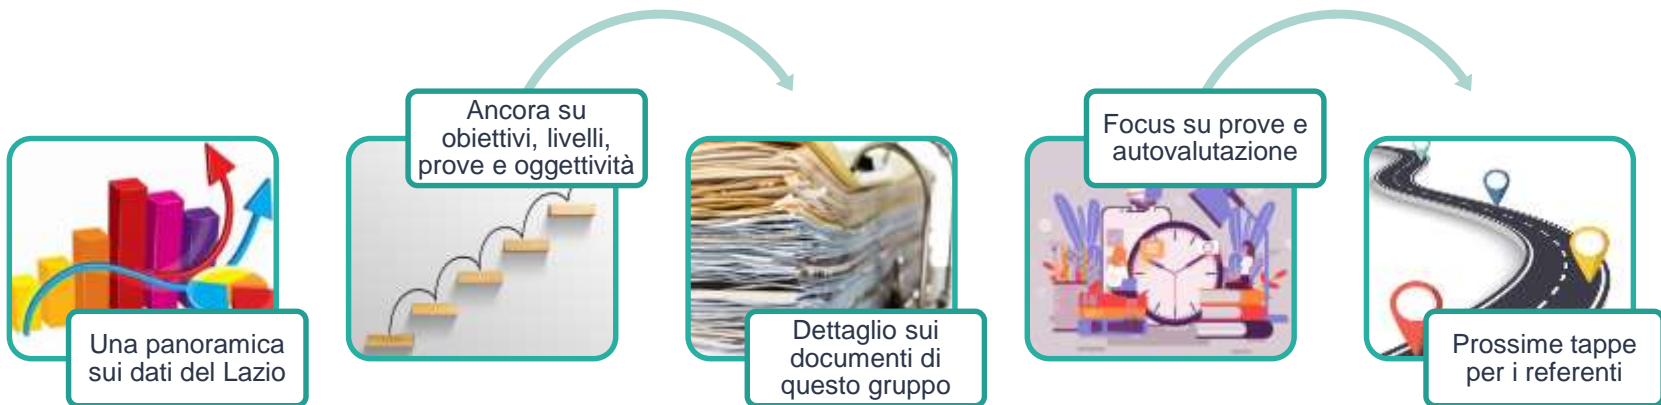 Una panoramica
sui dati del Lazio
Ancora su
obiettivi, livelli,
prove e oggettività
Dettaglio sui
documenti di
questo gruppo
Focus su prove e
autovalutazione
Prossime tappe
per i referenti